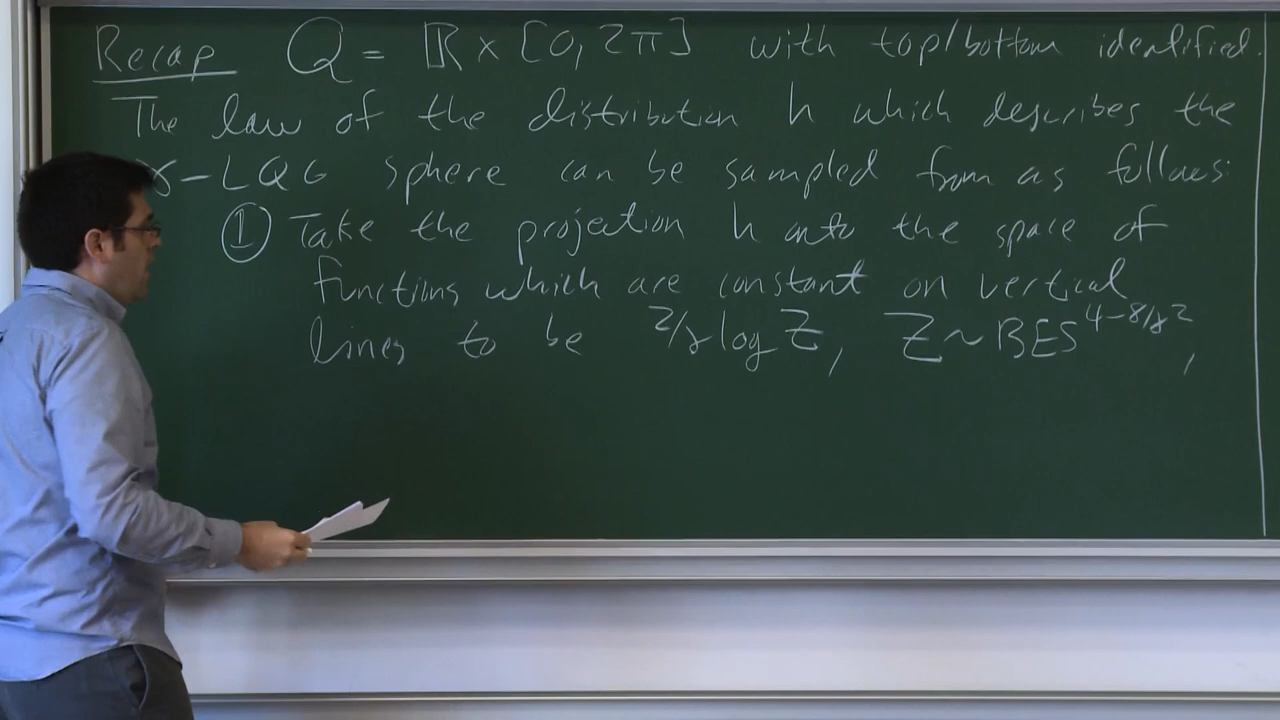 Recap Q = ℝ × [0, 2π] with top/bottom identified.
The law of the distribution h which describes the
γ-LQG sphere can be sampled from as follows:
① Take the projection h onto the space of
functions which are constant on vertical
lines to be 2/γ log Z, Z ~ BES^{4-8/γ²},